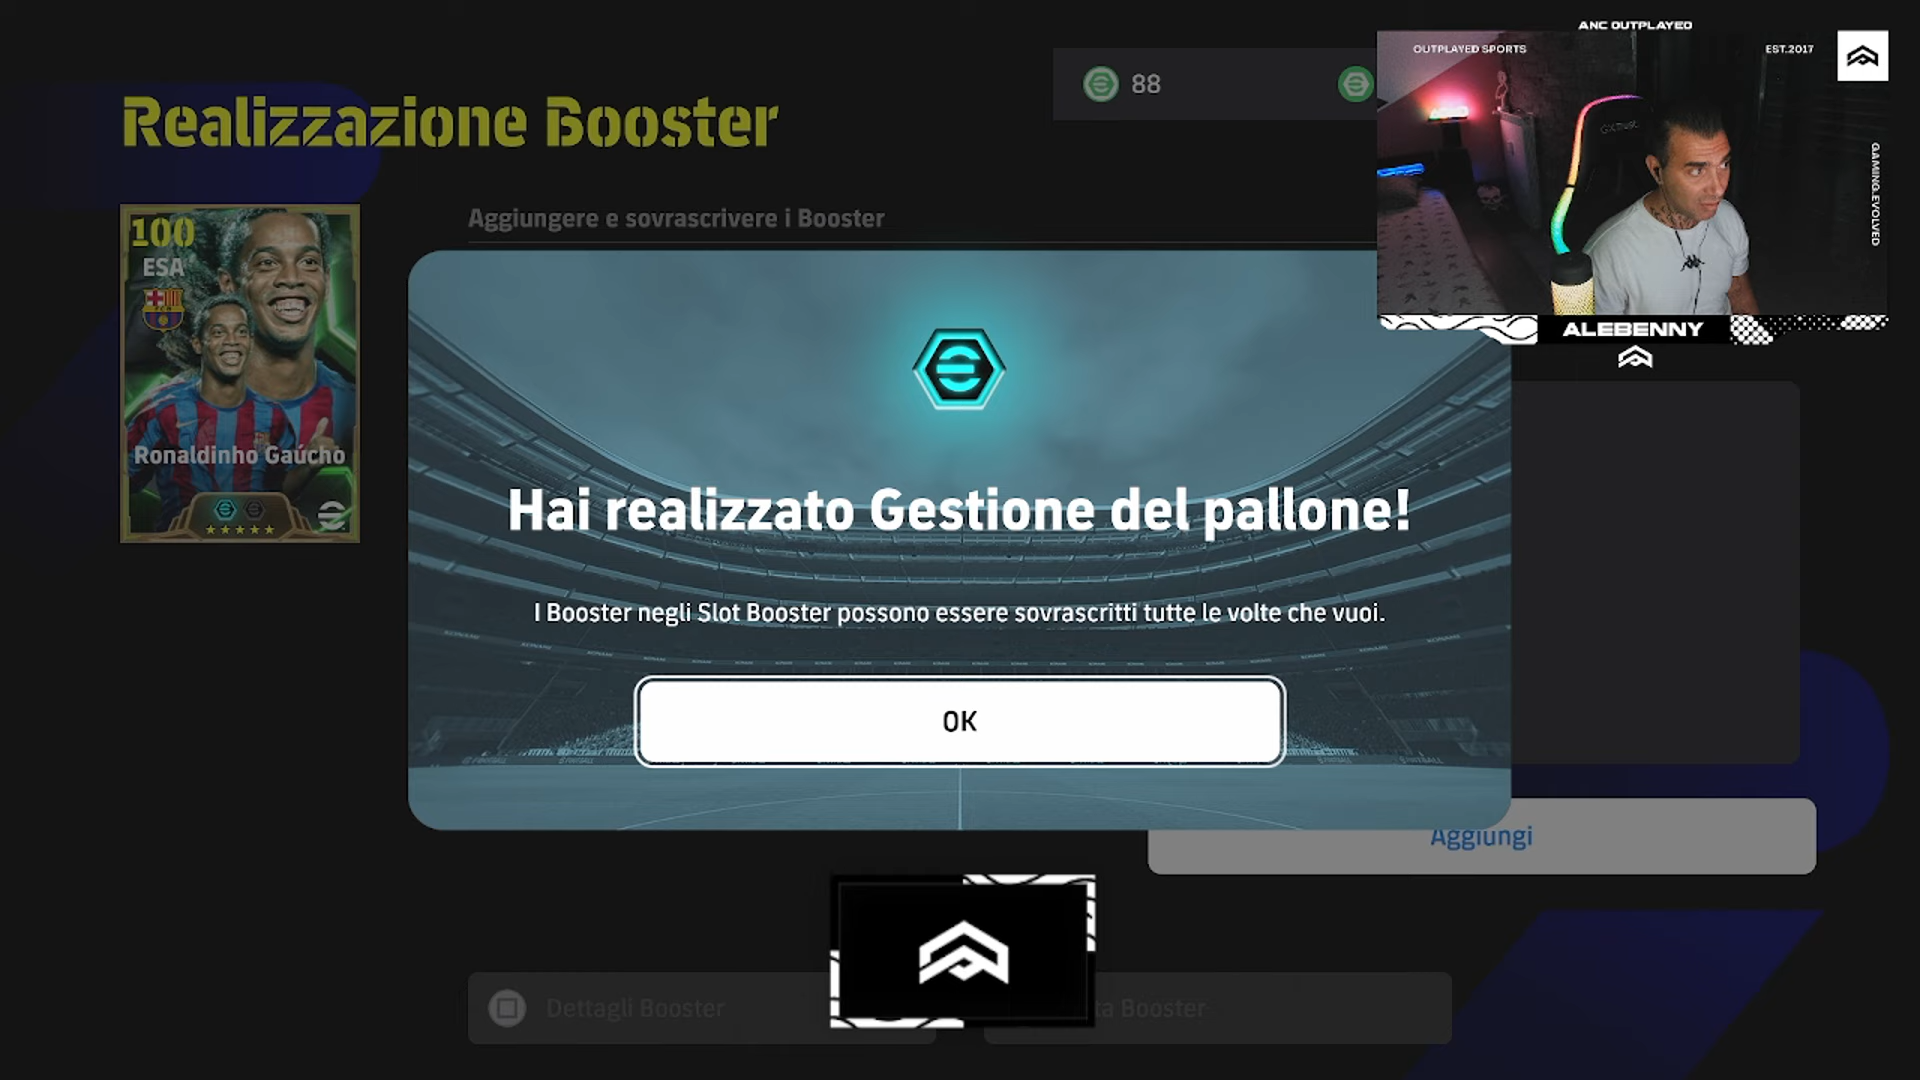 ANC OUTPLAYED
OUTPLAYED SPORTS
EST.2017
88
Realizzazione Booster
GAMING.EVOLVED
100
ESA
Aggiungere e sovrascrivere i Booster
ALEBENNY
Ronaldinho Gaúcho
Hai realizzato Gestione del pallone!
I Booster negli Slot Booster possono essere sovrascritti tutte le volte che vuoi.
OK
Aggiungi
Dettagli Booster
ta Booster